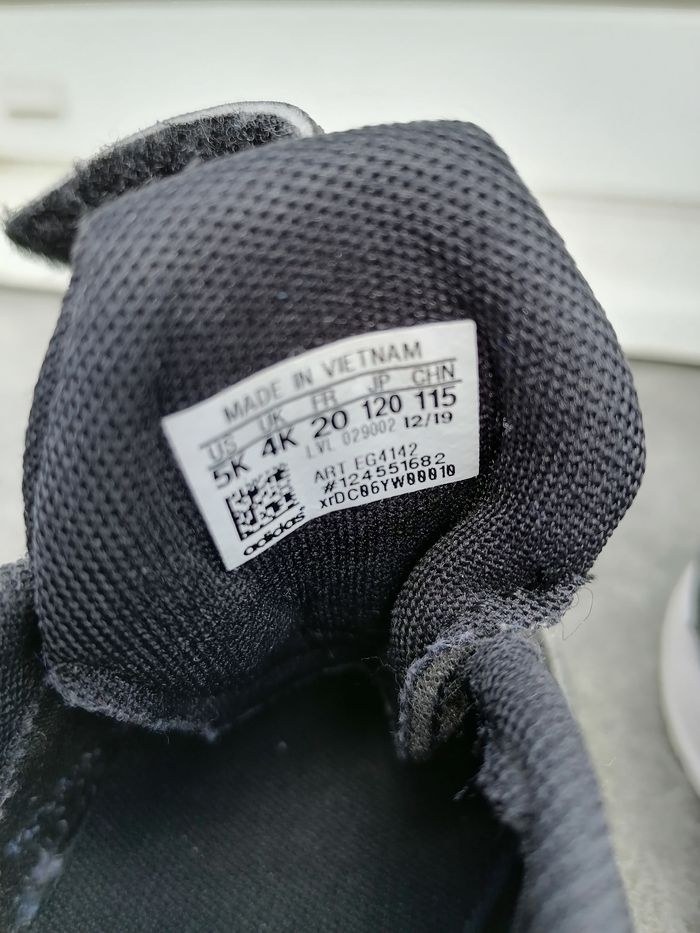 MADE IN VIETNAM
US UK FR JP CHN
5K 4K 20 120 115
LVL 029002 12/19
ART EG4142
#124551682
xrDC06YW00010
adidas